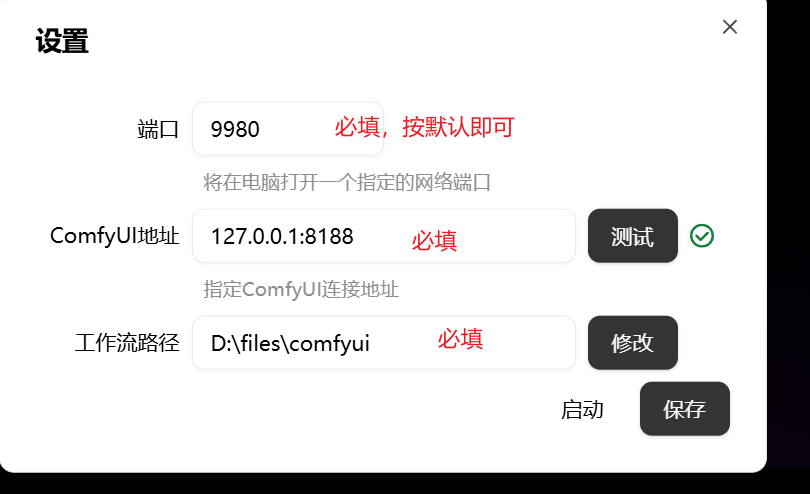 设置
端口 9980 必填，按默认即可
将在电脑打开一个指定的网络端口
ComfyUI地址 127.0.0.1:8188 必填 测试
指定ComfyUI连接地址
工作流路径 D:\files\comfyui 必填 修改
启动 保存